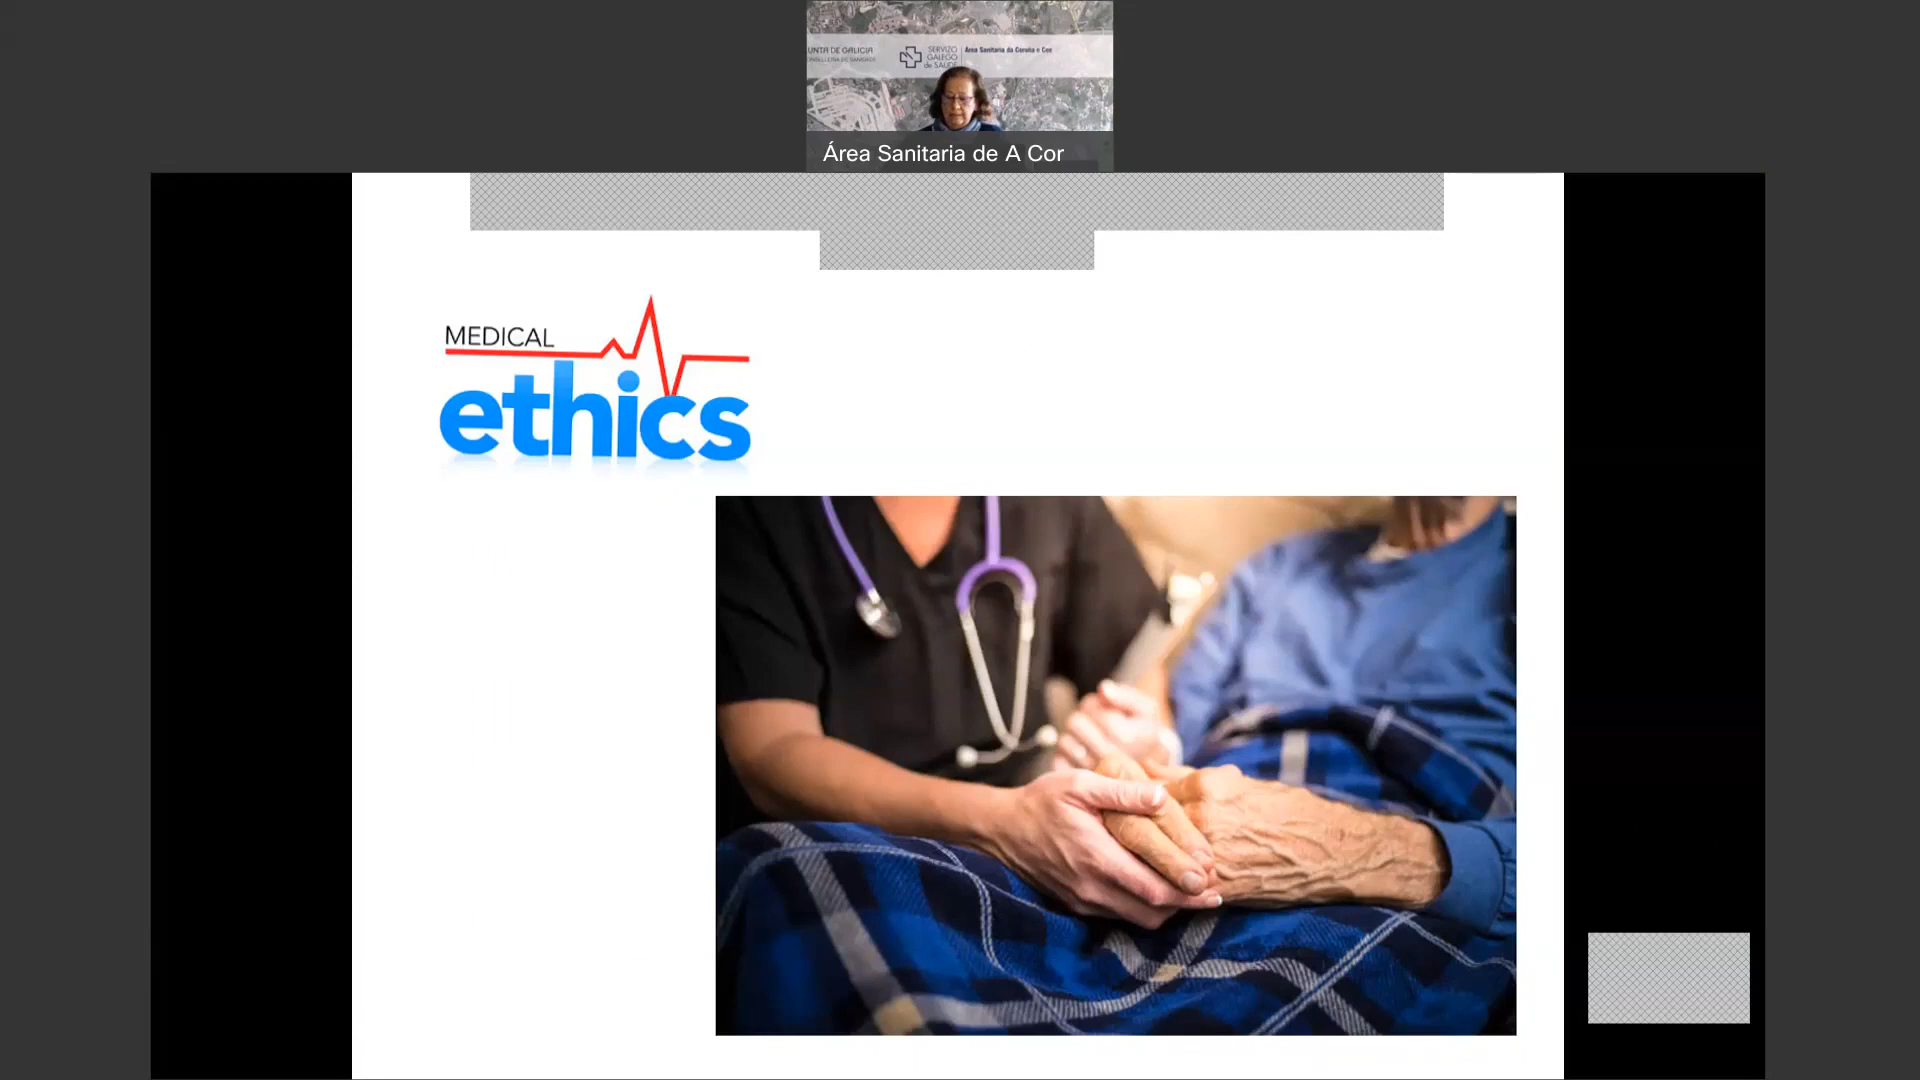 UNTA DE GALICIA
SERVIZO
GALEGO
de SAÚDE
Área Sanitaria da Coruña e Cee
Área Sanitaria de A Cor
MEDICAL
ethics